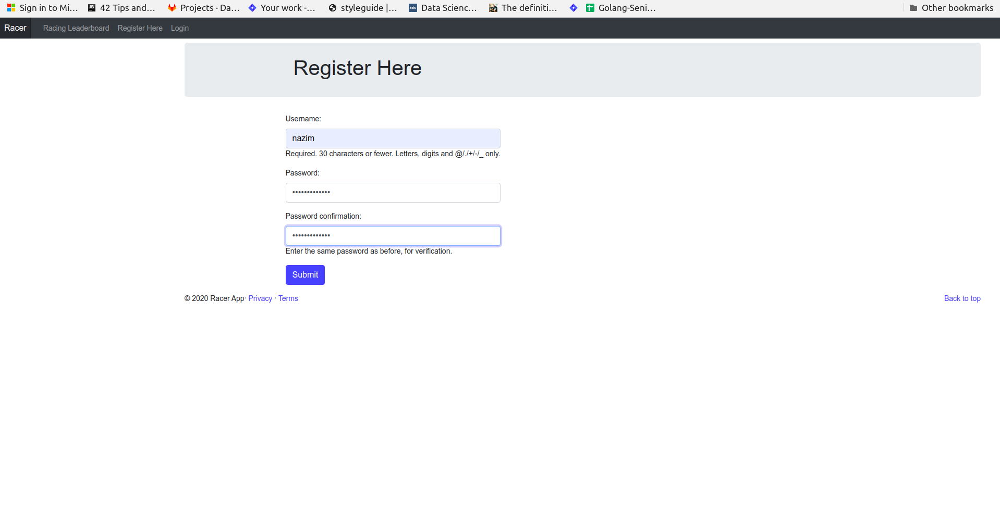 Sign in to Mi... 42 Tips and... Projects · Da... Your work -... styleguide |... Data Scienc... The definiti... Golang-Seni... Other bookmarks
Racer Racing Leaderboard Register Here Login
Register Here
Username:
nazim
Required. 30 characters or fewer. Letters, digits and @/./+/-/_ only.
Password:
•••••••••••••
Password confirmation:
•••••••••••••
Enter the same password as before, for verification.
Submit
© 2020 Racer App· Privacy · Terms Back to top